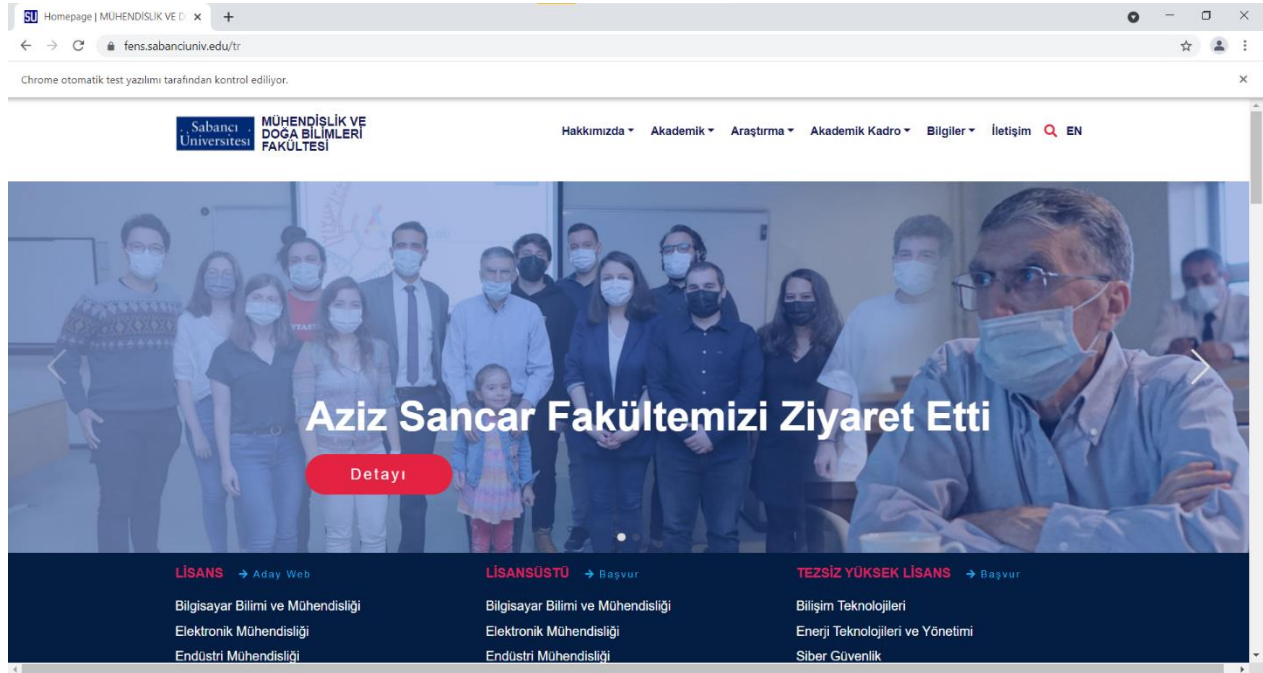 Homepage | MÜHENDİSLİK VE D
fens.sabanciuniv.edu/tr
Chrome otomatik test yazılımı tarafından kontrol ediliyor.
Sabancı
Üniversitesi
MÜHENDİSLİK VE
DOĞA BİLİMLERİ
FAKÜLTESİ
Hakkımızda Akademik Araştırma Akademik Kadro Bilgiler İletişim EN
Aziz Sancar Fakültemizi Ziyaret Etti
Detayı
LİSANS → Aday Web
Bilgisayar Bilimi ve Mühendisliği
Elektronik Mühendisliği
Endüstri Mühendisliği
LİSANSÜSTÜ → Başvur
Bilgisayar Bilimi ve Mühendisliği
Elektronik Mühendisliği
Endüstri Mühendisliği
TEZSİZ YÜKSEK LİSANS → Başvur
Bilişim Teknolojileri
Enerji Teknolojileri ve Yönetimi
Siber Güvenlik